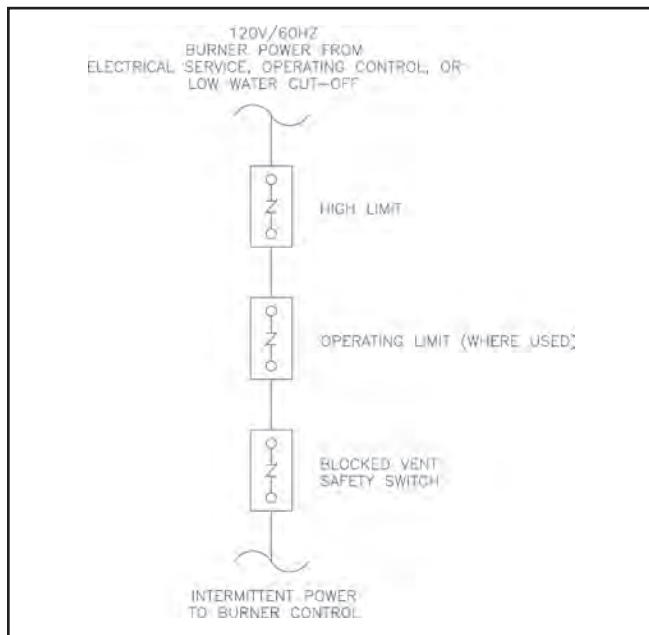 120V/60HZ
BURNER POWER FROM
ELECTRICAL SERVICE, OPERATING CONTROL, OR
LOW WATER CUT-OFF
HIGH LIMIT
OPERATING LIMIT (WHERE USED)
BLOCKED VENT
SAFETY SWITCH
INTERMITTENT POWER
TO BURNER CONTROL